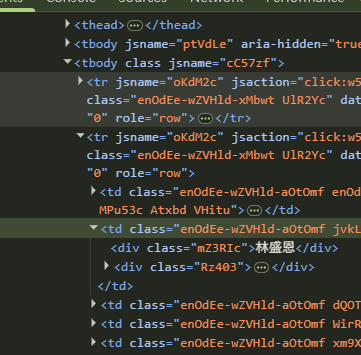 Console Sources Network Performance
<thead> … </thead>
<tbody jsname="ptVdLe" aria-hidden="true
<tbody class jsname="cC57zf">
<tr jsname="oKdM2c" jsaction="click:w5
class="enOdEe-wZVHld-xMbwt UlR2Yc" dat
"0" role="row"> … </tr>
<tr jsname="oKdM2c" jsaction="click:w5
class="enOdEe-wZVHld-xMbwt UlR2Yc" dat
"0" role="row">
<td class="enOdEe-wZVHld-aOtOmf enOd
MPu53c Atxbd VHitu"> … </td>
<td class="enOdEe-wZVHld-aOtOmf jvkL
<div class="mZ3RIc">林盛恩</div>
<div class="Rz403"> … </div>
</td>
<td class="enOdEe-wZVHld-aOtOmf dQOT
<td class="enOdEe-wZVHld-aOtOmf WirR
<td class="enOdEe-wZVHld-aOtOmf xm9X